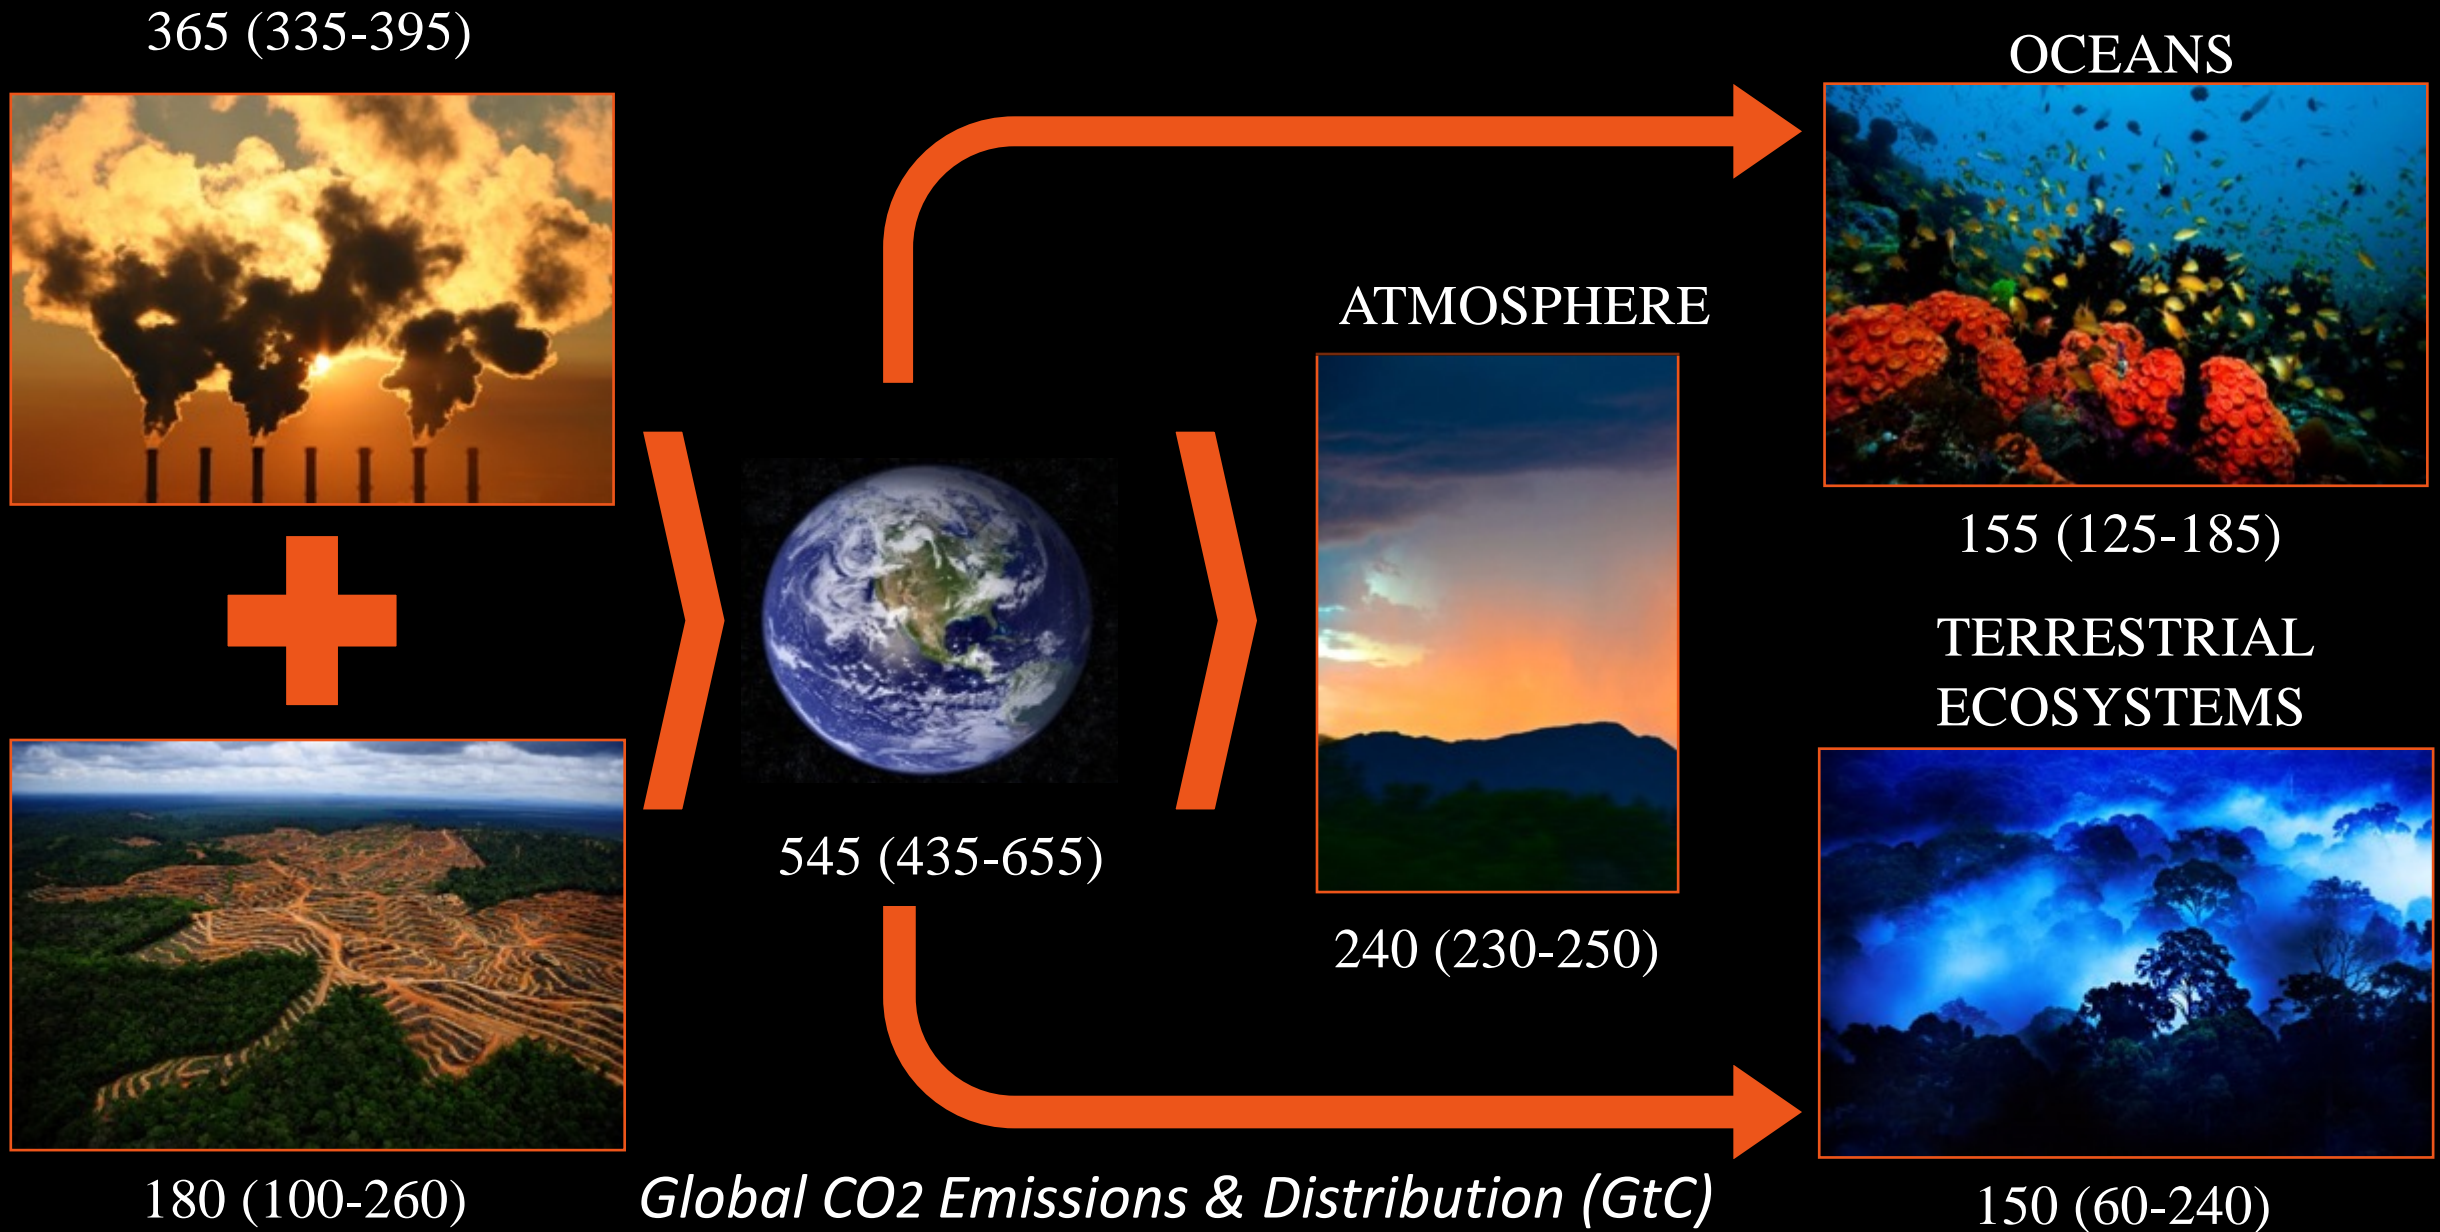 365 (335-395)
OCEANS
ATMOSPHERE
155 (125-185)
TERRESTRIAL
ECOSYSTEMS
545 (435-655)
240 (230-250)
180 (100-260)
Global CO2 Emissions & Distribution (GtC)
150 (60-240)